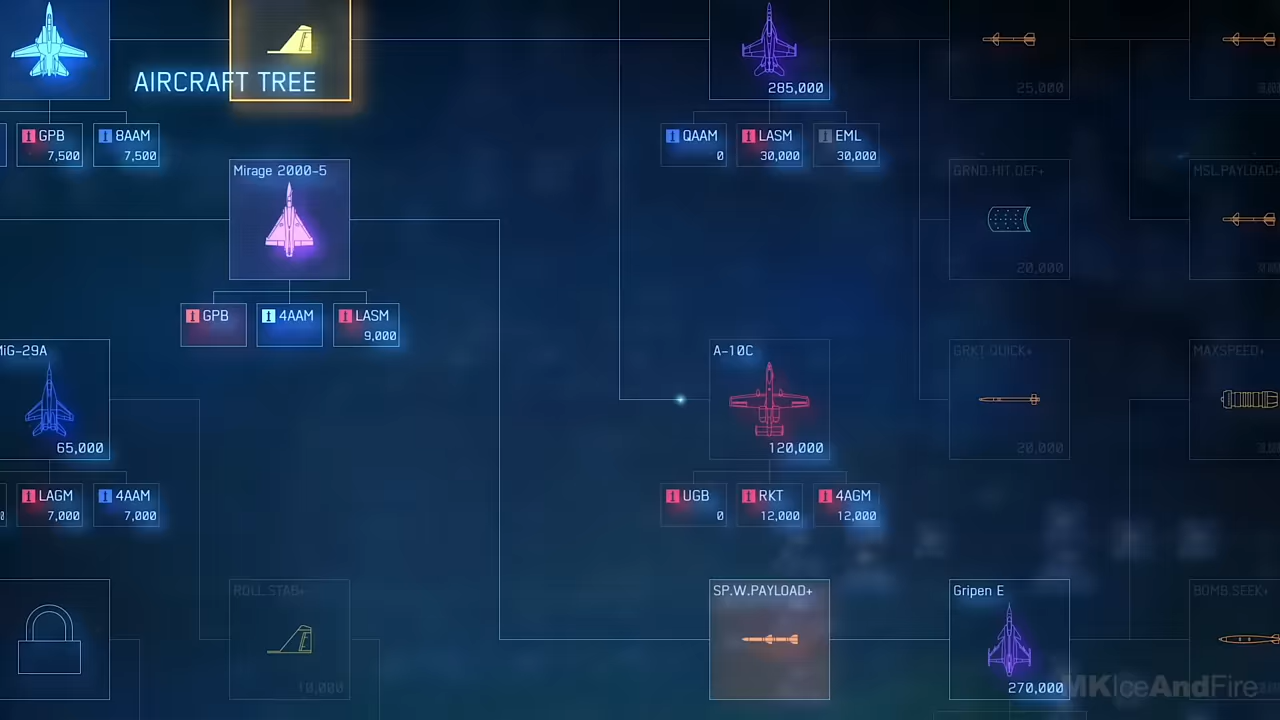 AIRCRAFT TREE
285,000
25,000
GPB
7,500
8AAM
7,500
QAAM
0
LASM
30,000
EML
30,000
Mirage 2000-5
GRND.HIT.DEF+
20,000
MSL.PAYLOAD+
GPB
4AAM
LASM
9,000
MiG-29A
65,000
A-10C
120,000
GRKT.QUICK+
20,000
MAXSPEED+
LAGM
7,000
4AAM
7,000
UGB
0
RKT
12,000
4AGM
12,000
ROLL.STAB+
10,000
SP.W.PAYLOAD+
Gripen E
270,000
BOMB.SEEK+
MKIceAndFire